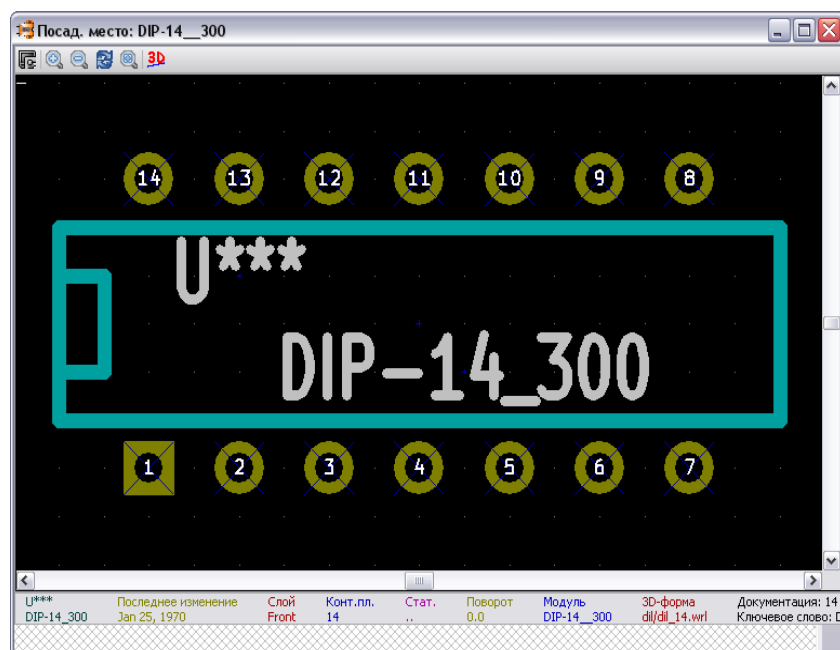 Посад. место: DIP-14__300
3D
14 13 12 11 10 9 8
U***
DIP-14_300
1 2 3 4 5 6 7
U*** Последнее изменение Слой Конт.пл. Стат. Поворот Модуль 3D-форма Документация: 14
DIP-14_300 Jan 25, 1970 Front 14 .. 0.0 DIP-14__300 dil/dil_14.wrl Ключевое слово: D